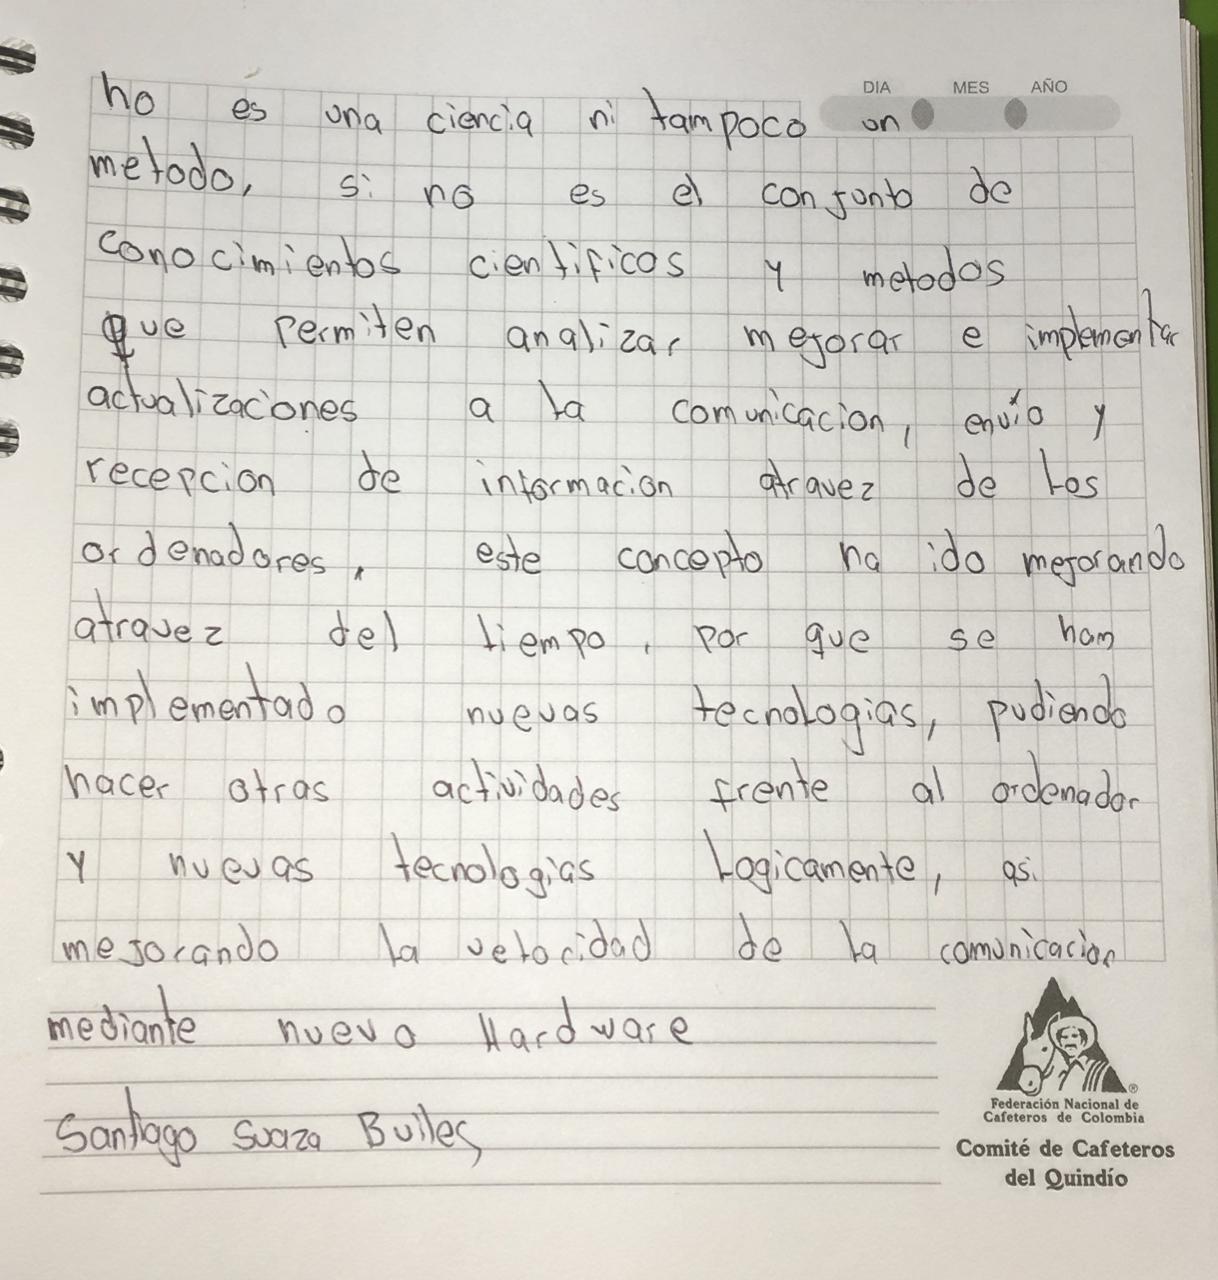 DIA MES AÑO
no es una ciencia ni tampoco un
metodo, si no es el conjunto de
conocimientos cientificos y metodos
que permiten analizar mejorar e implementar
actualizaciones a la comunicacion, envío y
recepcion de informacion atravez de los
ordenadores, este concepto ha ido mejorando
atravez del tiempo, por que se han
implementado nuevas tecnologias, pudiendo
hacer otras actividades frente al ordenador
y nuevas tecnologias logicamente, asi
mejorando la velocidad de la comunicacion
mediante nuevo Hardware
Santiago Suaza Builes
®
Federación Nacional de
Cafeteros de Colombia
Comité de Cafeteros
del Quindío